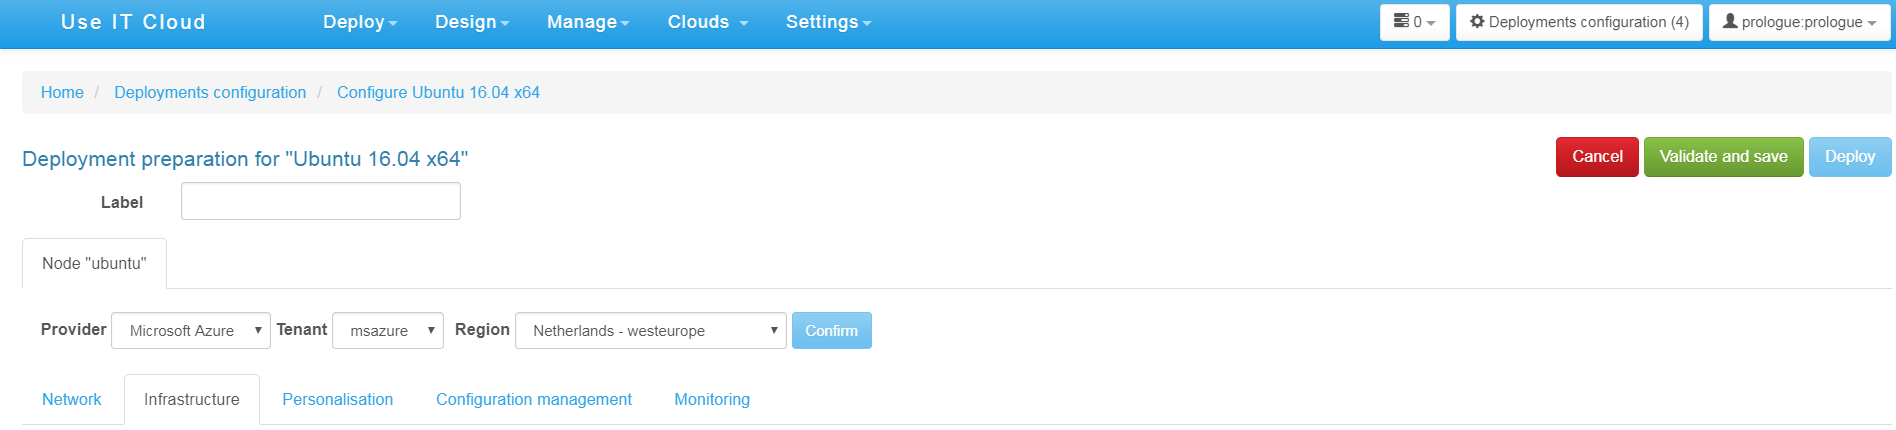 Use IT Cloud Deploy Design Manage Clouds Settings 0 Deployments configuration (4) prologue:prologue
Home / Deployments configuration / Configure Ubuntu 16.04 x64
Deployment preparation for "Ubuntu 16.04 x64" Cancel Validate and save Deploy
Label
Node "ubuntu"
Provider Microsoft Azure Tenant msazure Region Netherlands - westeurope Confirm
Network Infrastructure Personalisation Configuration management Monitoring